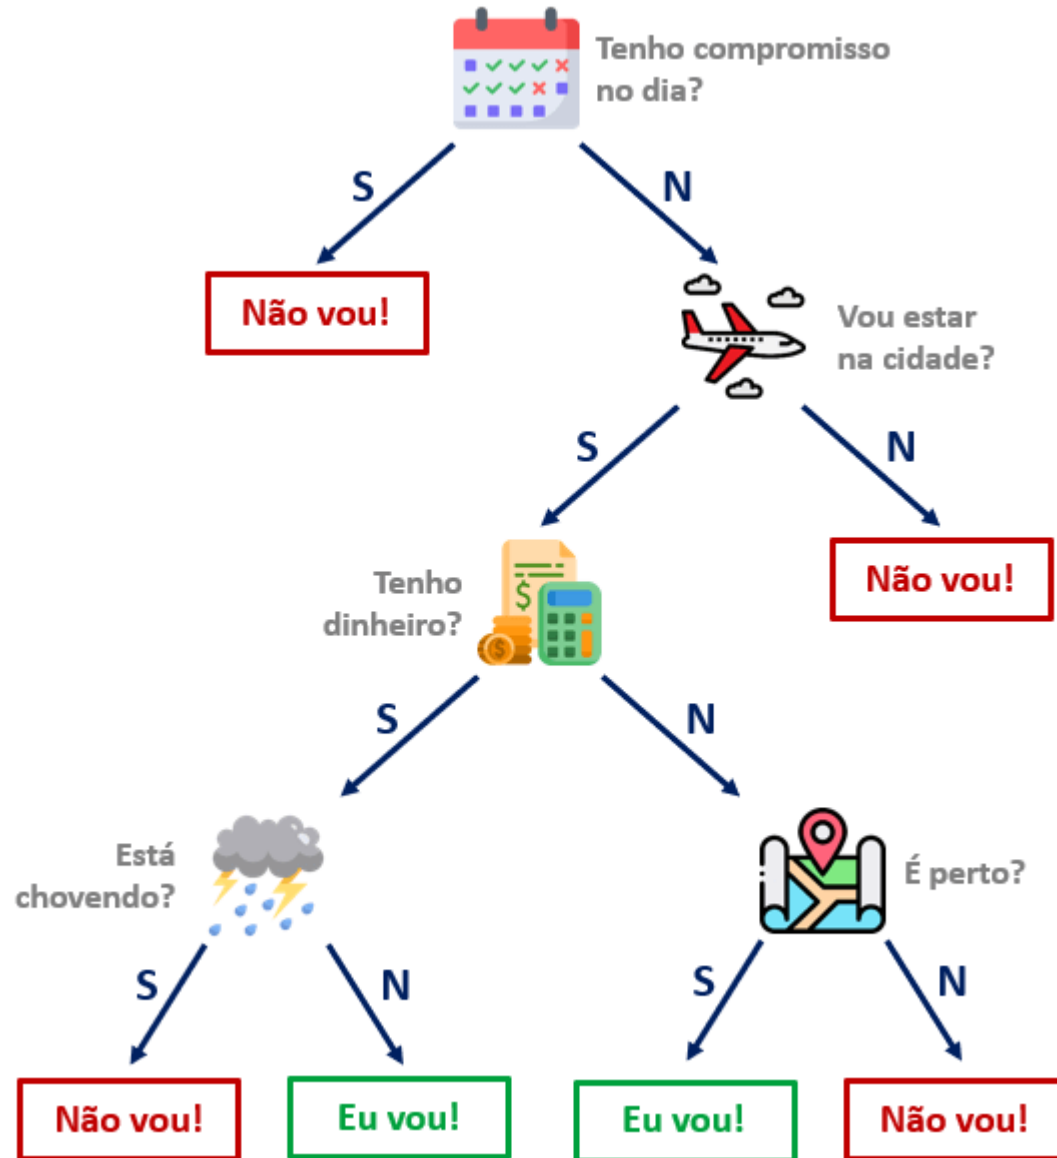 Tenho compromisso
no dia?
S
N
Não vou!
Vou estar
na cidade?
S
N
Tenho
dinheiro?
$
$
Não vou!
S
N
Está
chovendo?
É perto?
S
N
S
N
Não vou!
Eu vou!
Eu vou!
Não vou!